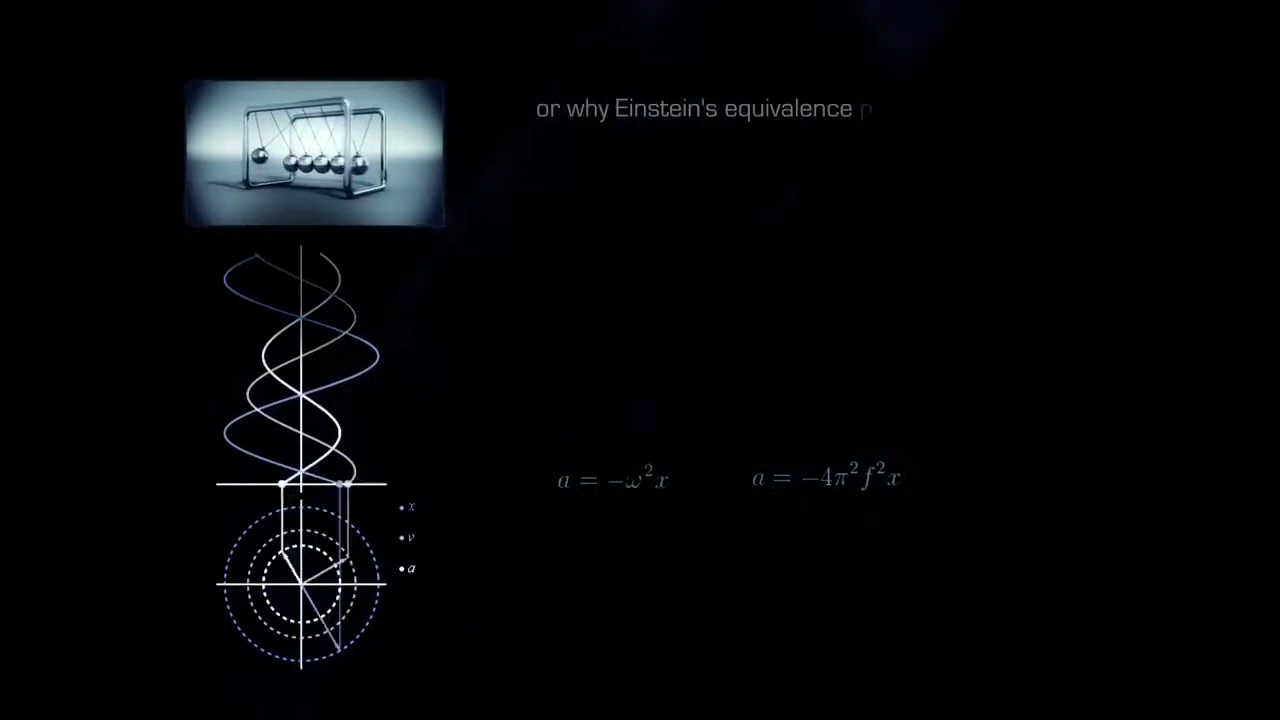 or why Einstein's equivalence
x
v
a
a = −ω²x
a = −4π²f²x